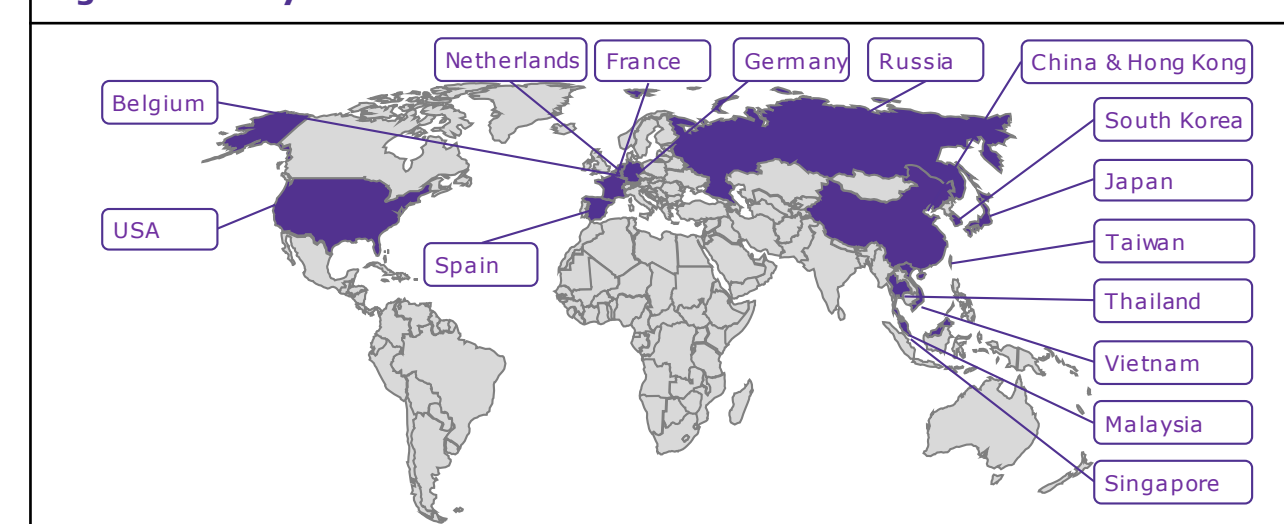 Netherlands
France
Germany
Russia
China & Hong Kong
Belgium
South Korea
Japan
USA
Taiwan
Spain
Thailand
Vietnam
Malaysia
Singapore